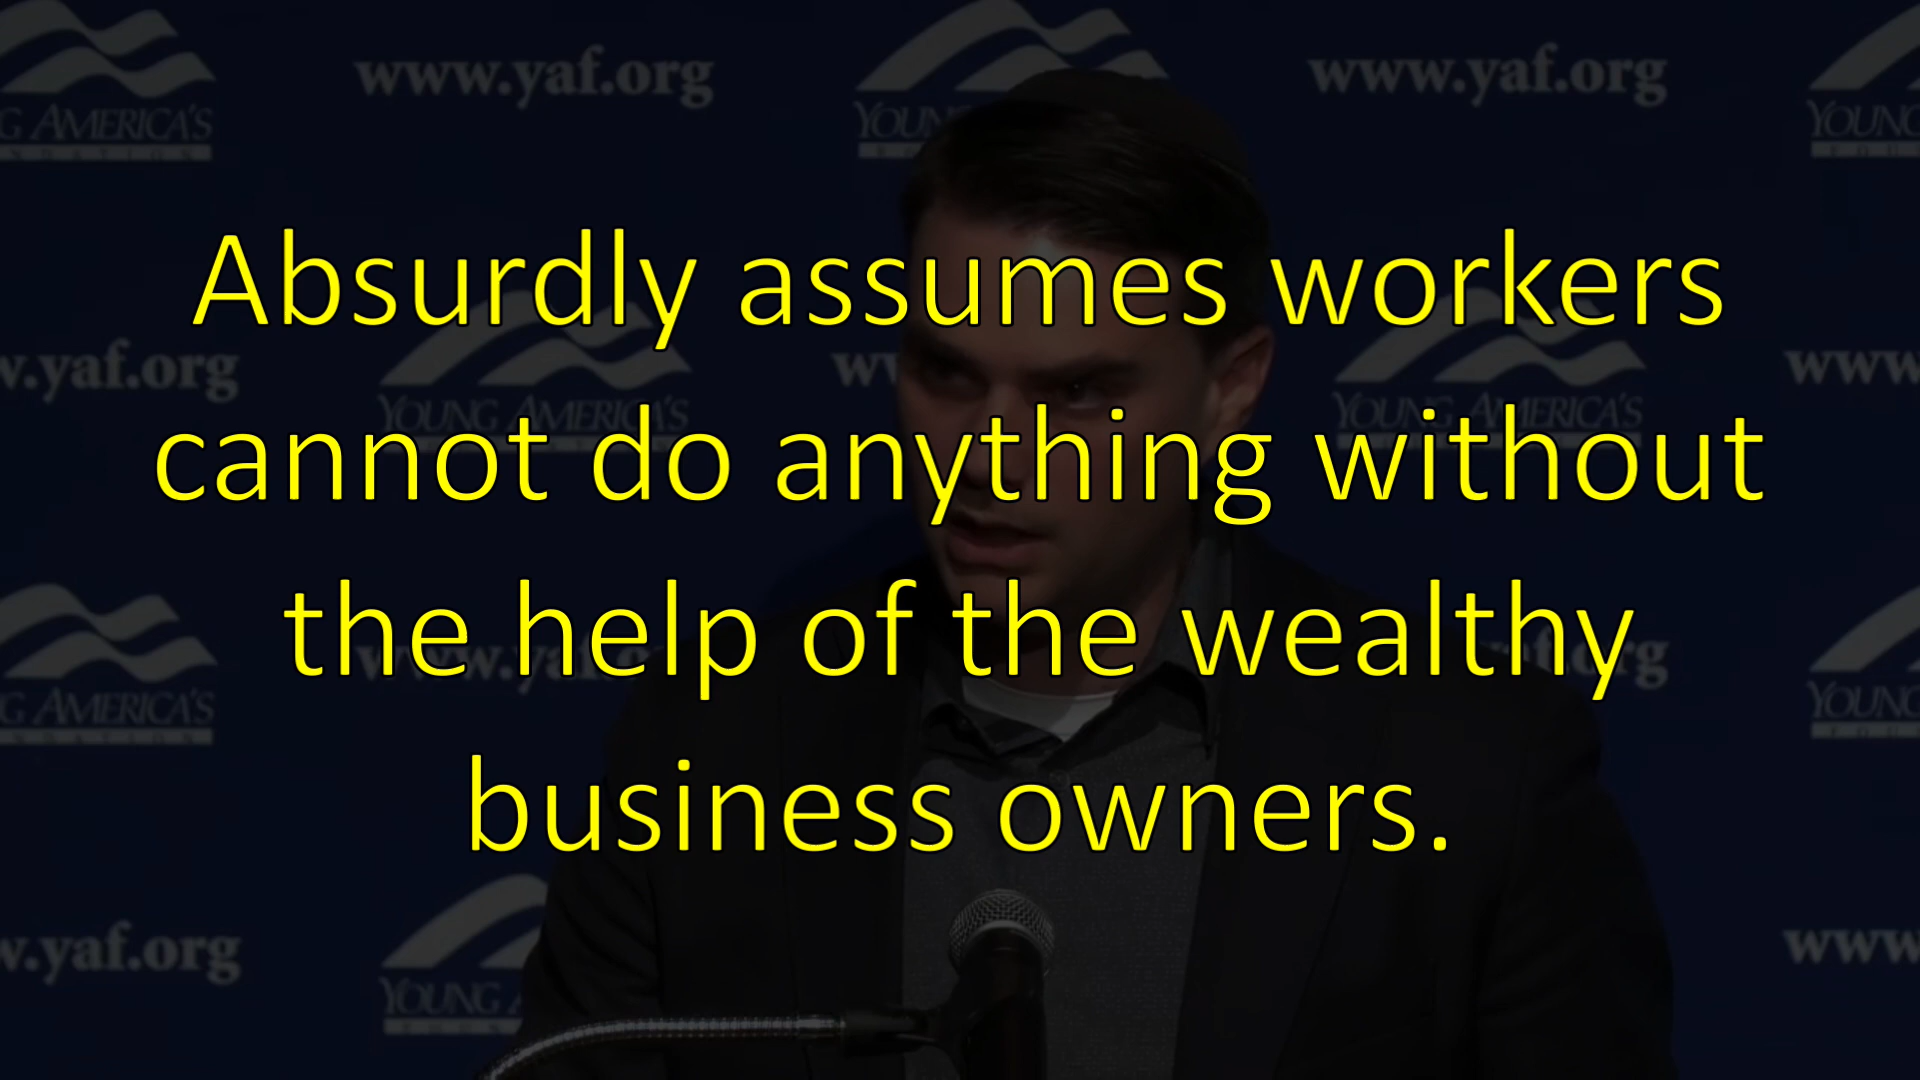 www.yaf.org
www.yaf.org
YOUNG AMERICA'S
Absurdly assumes workers
cannot do anything without
the help of the wealthy
business owners.